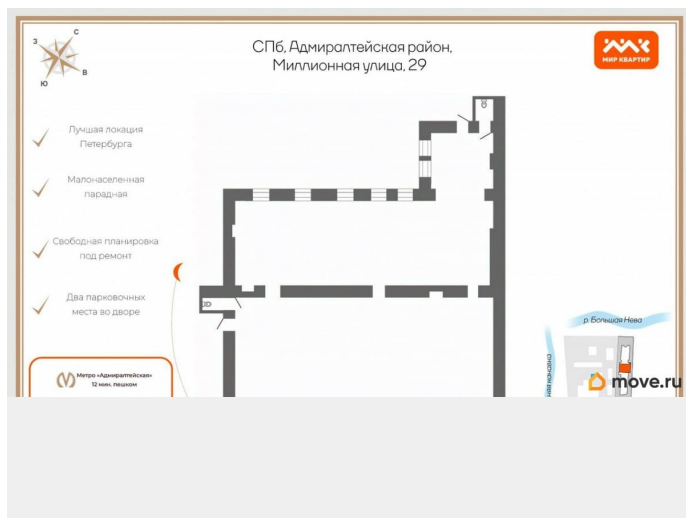 СПб, Адмиралтейская район,
Миллионная улица, 29
МИР КВАРТИР
С
З
В
Ю
Лучшая локация
Петербурга
Малонаселенная
парадная
Свободная планировка
под ремонт
Два парковочных
места во дворе
Метро «Адмиралтейская»
12 мин. пешком
р. Большая Нева
move.ru